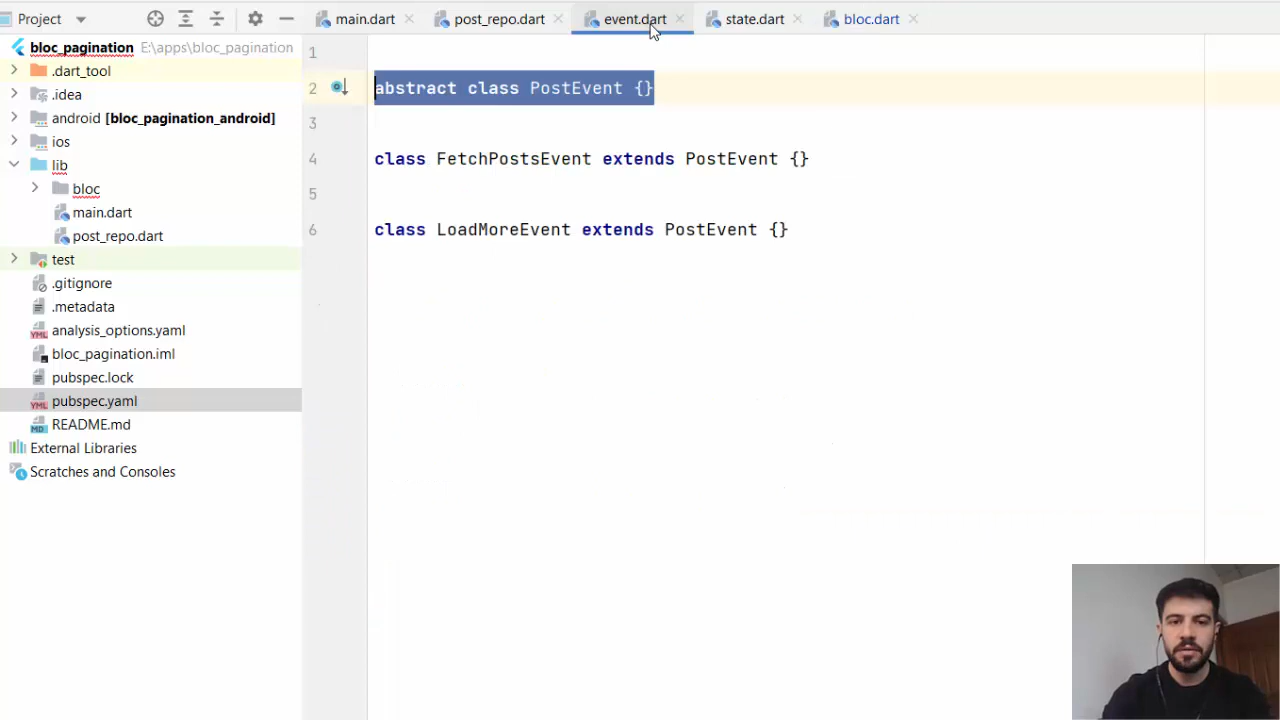 Project
main.dart
post_repo.dart
event.dart
state.dart
bloc.dart
bloc_pagination E:\apps\bloc_pagination
.dart_tool
.idea
android [bloc_pagination_android]
ios
lib
bloc
main.dart
post_repo.dart
test
.gitignore
.metadata
analysis_options.yaml
bloc_pagination.iml
pubspec.lock
pubspec.yaml
README.md
External Libraries
Scratches and Consoles
1
2 abstract class PostEvent {}
3
4 class FetchPostsEvent extends PostEvent {}
5
6 class LoadMoreEvent extends PostEvent {}